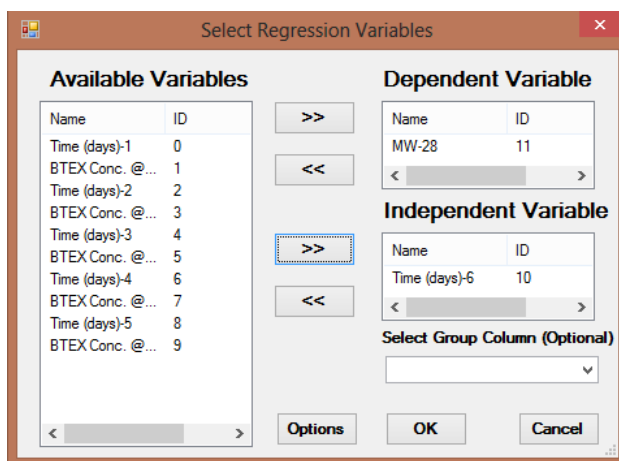 Select Regression Variables
Available Variables
Name ID
Time (days)-1 0
BTEX Conc. @... 1
Time (days)-2 2
BTEX Conc. @... 3
Time (days)-3 4
BTEX Conc. @... 5
Time (days)-4 6
BTEX Conc. @... 7
Time (days)-5 8
BTEX Conc. @... 9
>>
<<
>>
<<
Dependent Variable
Name ID
MW-28 11
Independent Variable
Name ID
Time (days)-6 10
Select Group Column (Optional)
Options OK Cancel